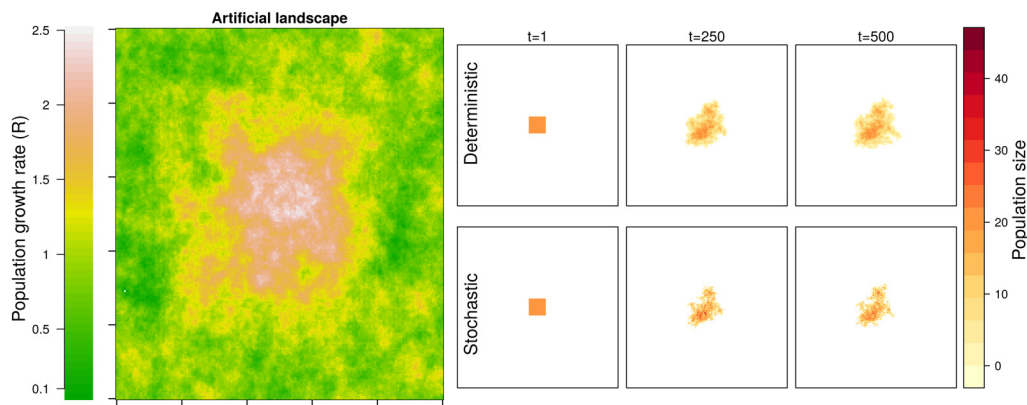 Artificial landscape
Population growth rate (R)
2.5
2
1.5
1
0.5
0.1
t=1
t=250
t=500
Deterministic
Stochastic
40
30
20
10
0
Population size